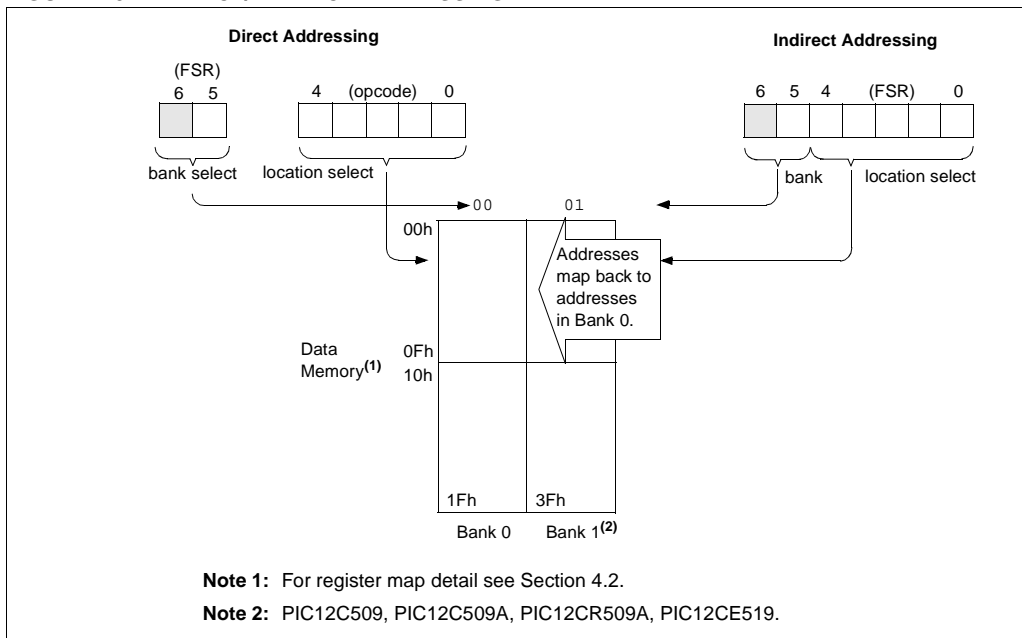 Direct Addressing
Indirect Addressing
(FSR)
6 5
4 (opcode) 0
6 5 4 (FSR) 0
bank select
location select
bank
location select
00 01
00h
Addresses
map back to
addresses
in Bank 0.
Data
Memory(1)
0Fh
10h
1Fh
3Fh
Bank 0
Bank 1(2)
Note 1: For register map detail see Section 4.2.
Note 2: PIC12C509, PIC12C509A, PIC12CR509A, PIC12CE519.